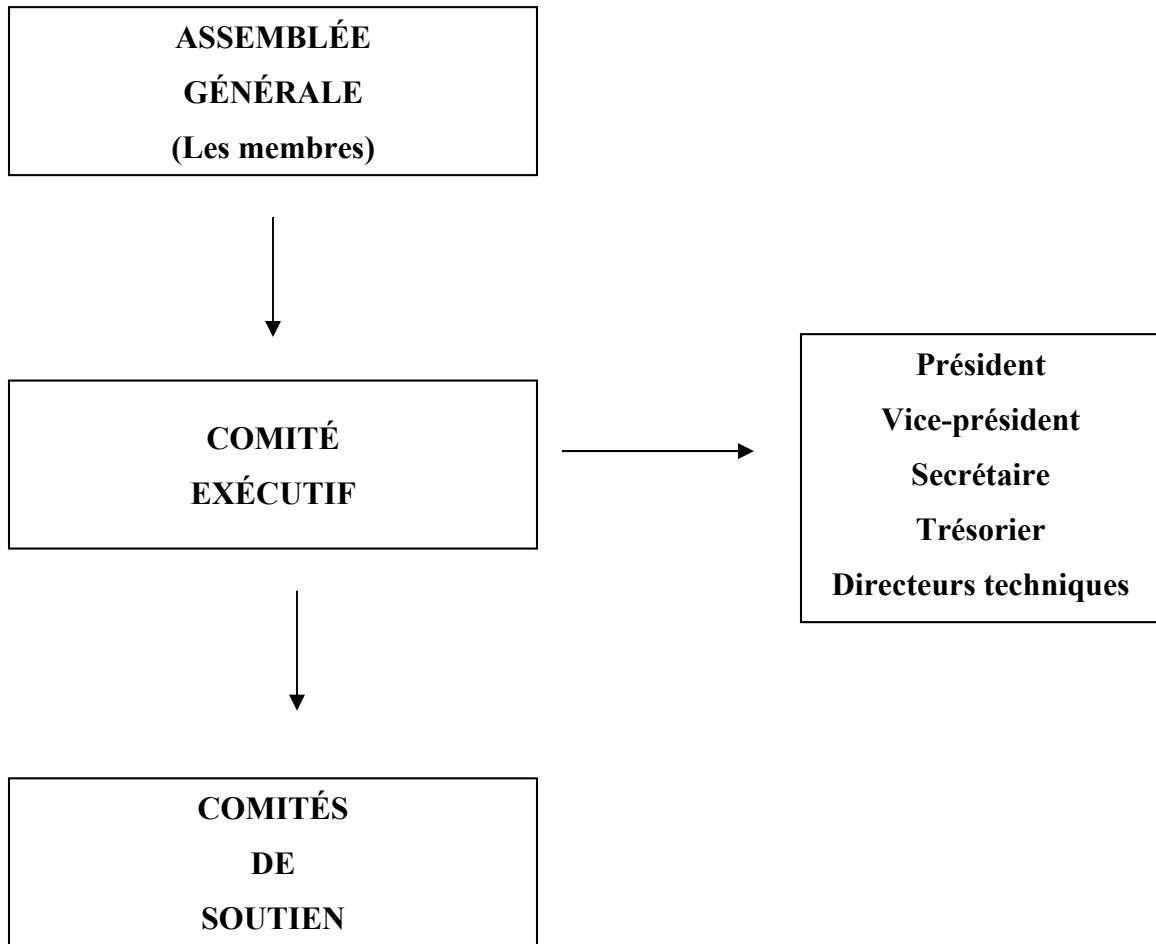 ASSEMBLÉE
GÉNÉRALE
(Les membres)
COMITÉ
EXÉCUTIF
Président
Vice-président
Secrétaire
Trésorier
Directeurs techniques
COMITÉS
DE
SOUTIEN